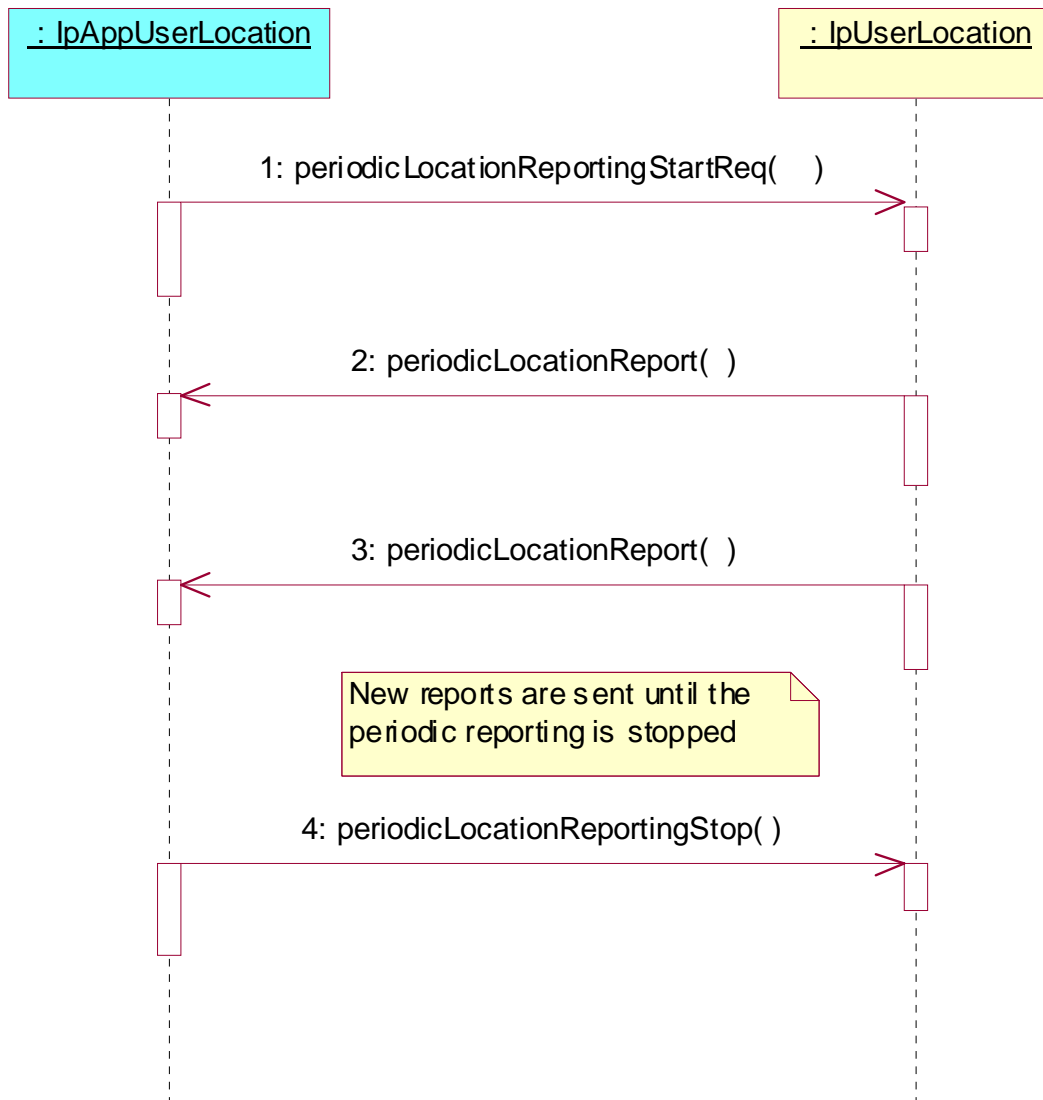 : IpAppUserLocation
: IpUserLocation
1: periodicLocationReportingStartReq( )
2: periodicLocationReport( )
3: periodicLocationReport( )
New reports are sent until the
periodic reporting is stopped
4: periodicLocationReportingStop( )